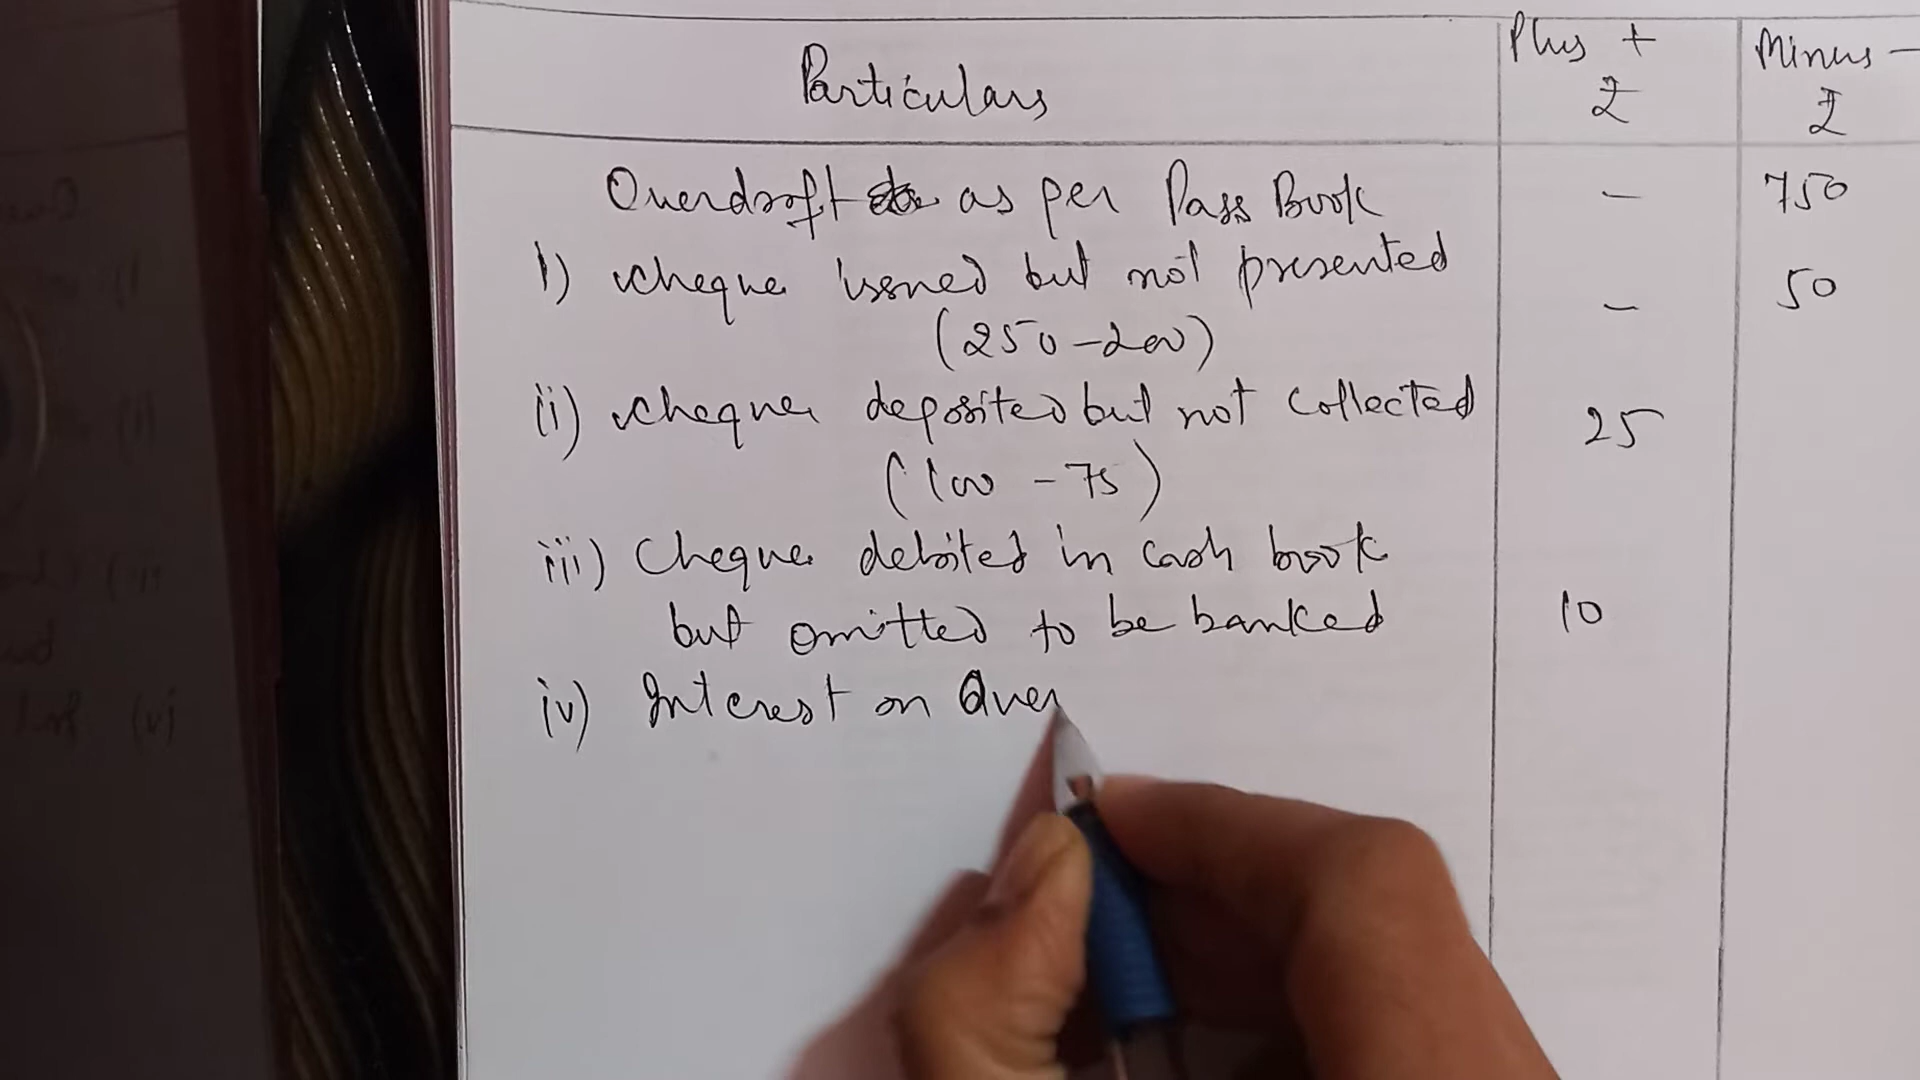 Particulars Plus + Minus -
₹ ₹
Overdraft as per Pass Book - 750
i) cheque issued but not presented - 50
(250-200)
(ii) cheque deposited but not collected 25
(100 - 75)
iii) Cheque debited in cash book
but omitted to be banked 10
iv) Interest on Over